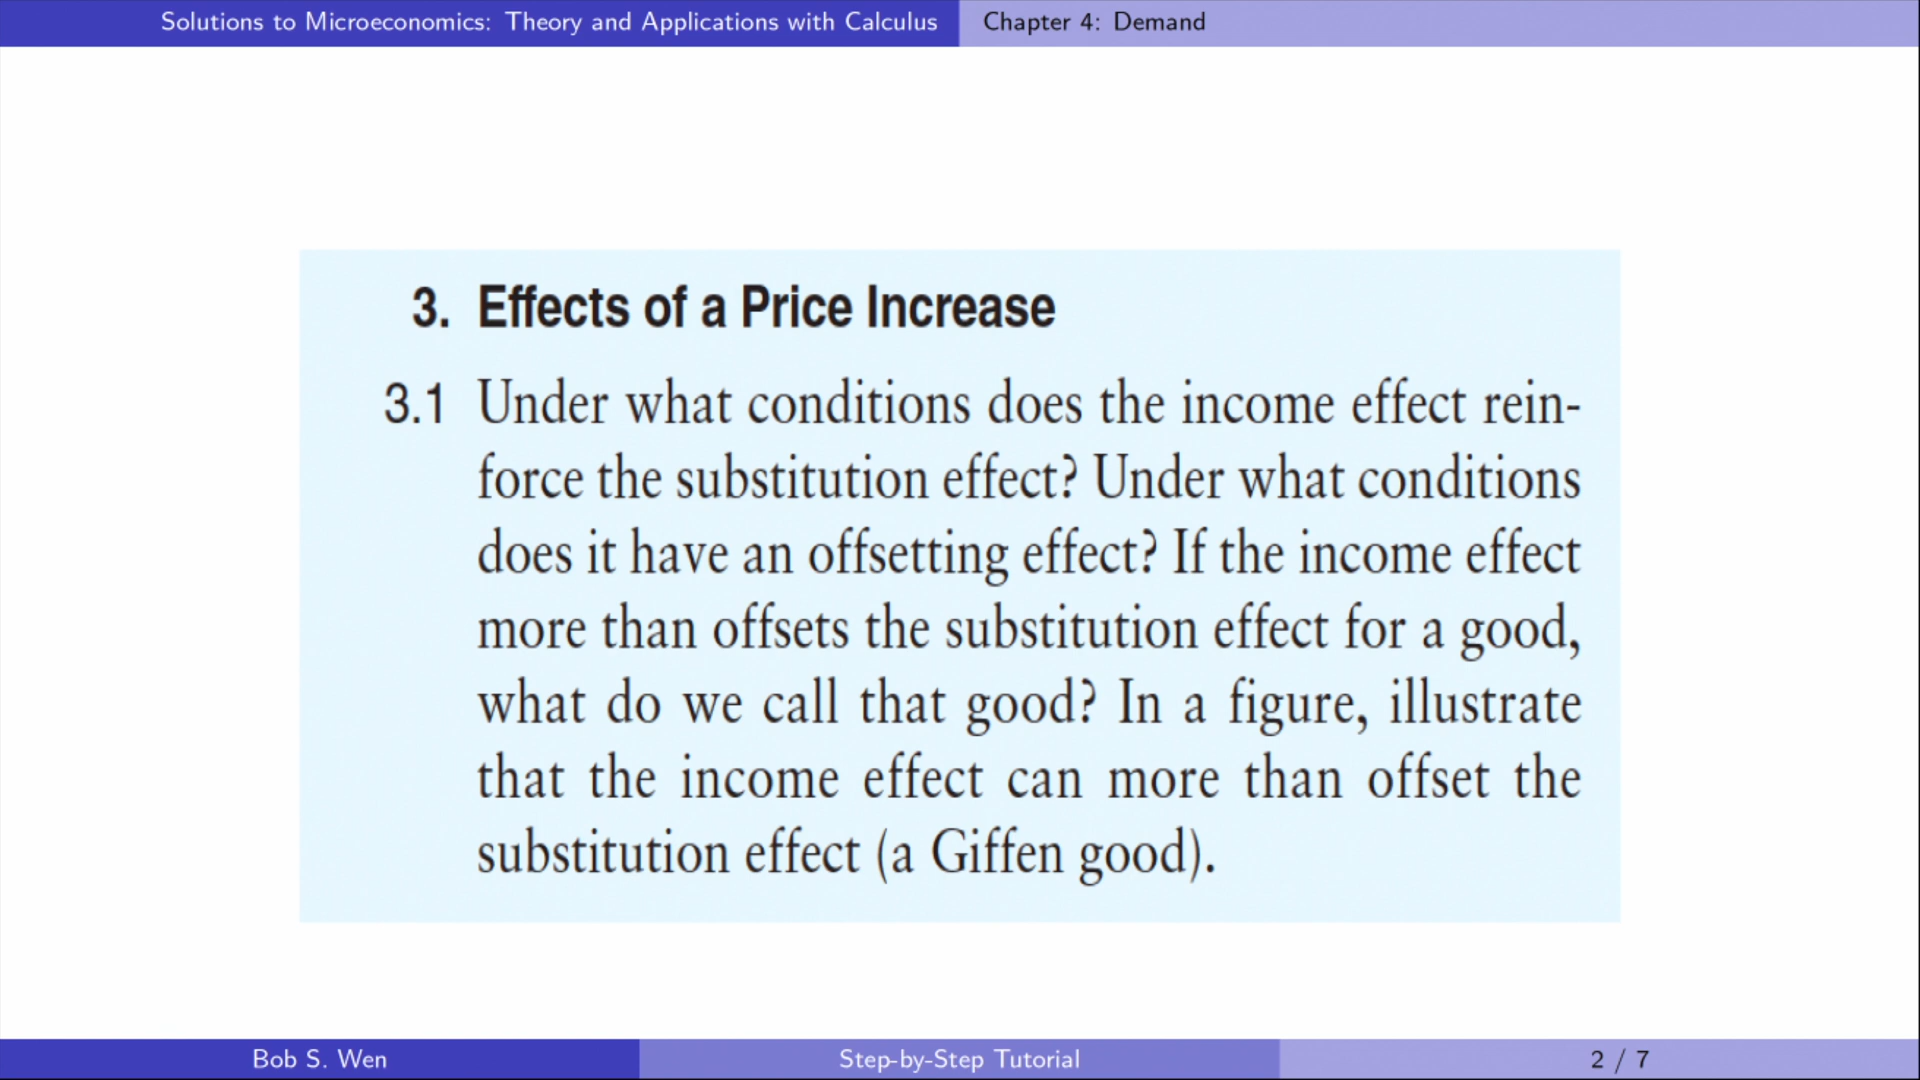 Solutions to Microeconomics: Theory and Applications with Calculus
Chapter 4: Demand
3. Effects of a Price Increase
3.1 Under what conditions does the income effect rein-
force the substitution effect? Under what conditions
does it have an offsetting effect? If the income effect
more than offsets the substitution effect for a good,
what do we call that good? In a figure, illustrate
that the income effect can more than offset the
substitution effect (a Giffen good).
Bob S. Wen
Step-by-Step Tutorial
2 / 7